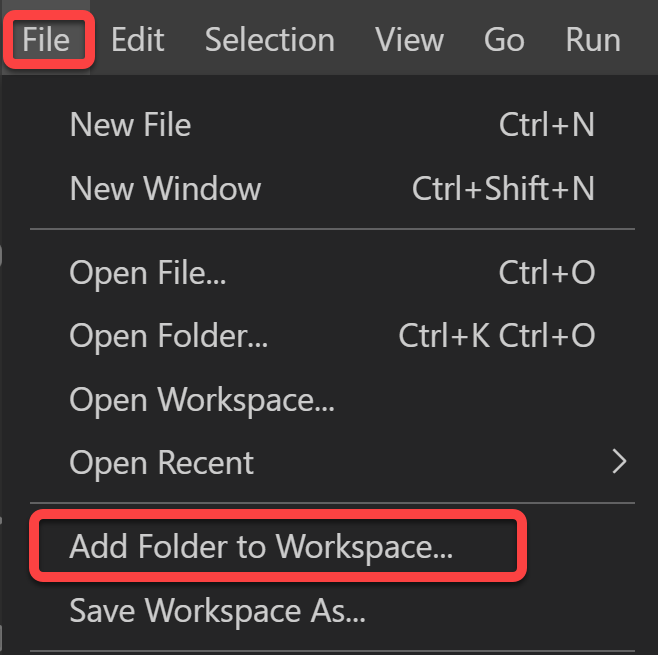 File Edit Selection View Go Run
New File Ctrl+N
New Window Ctrl+Shift+N
Open File... Ctrl+O
Open Folder... Ctrl+K Ctrl+O
Open Workspace...
Open Recent
Add Folder to Workspace...
Save Workspace As...